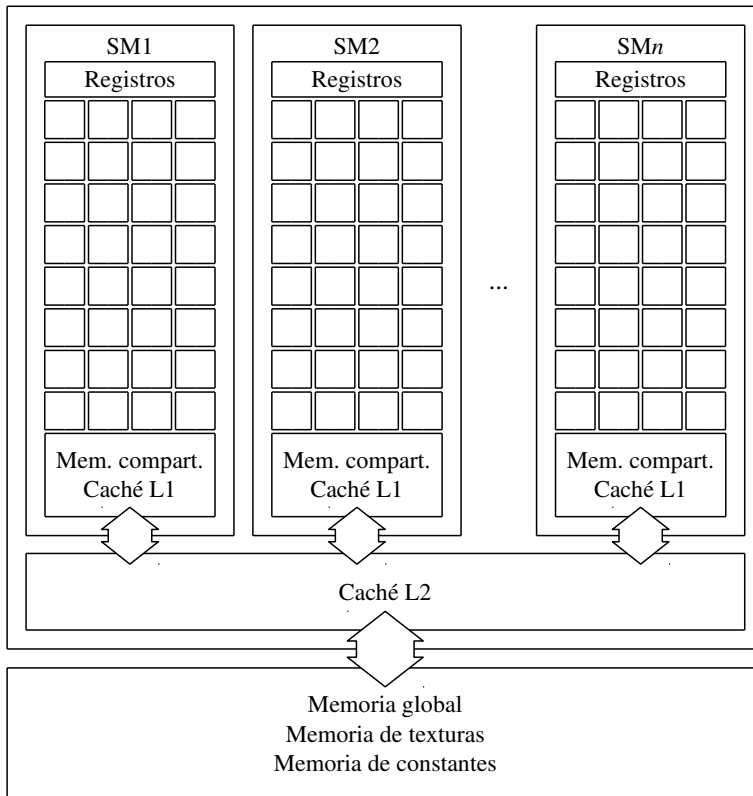 SM1
Registros
Mem. compart.
Caché L1
SM2
Registros
Mem. compart.
Caché L1
...
SMn
Registros
Mem. compart.
Caché L1
Caché L2
Memoria global
Memoria de texturas
Memoria de constantes